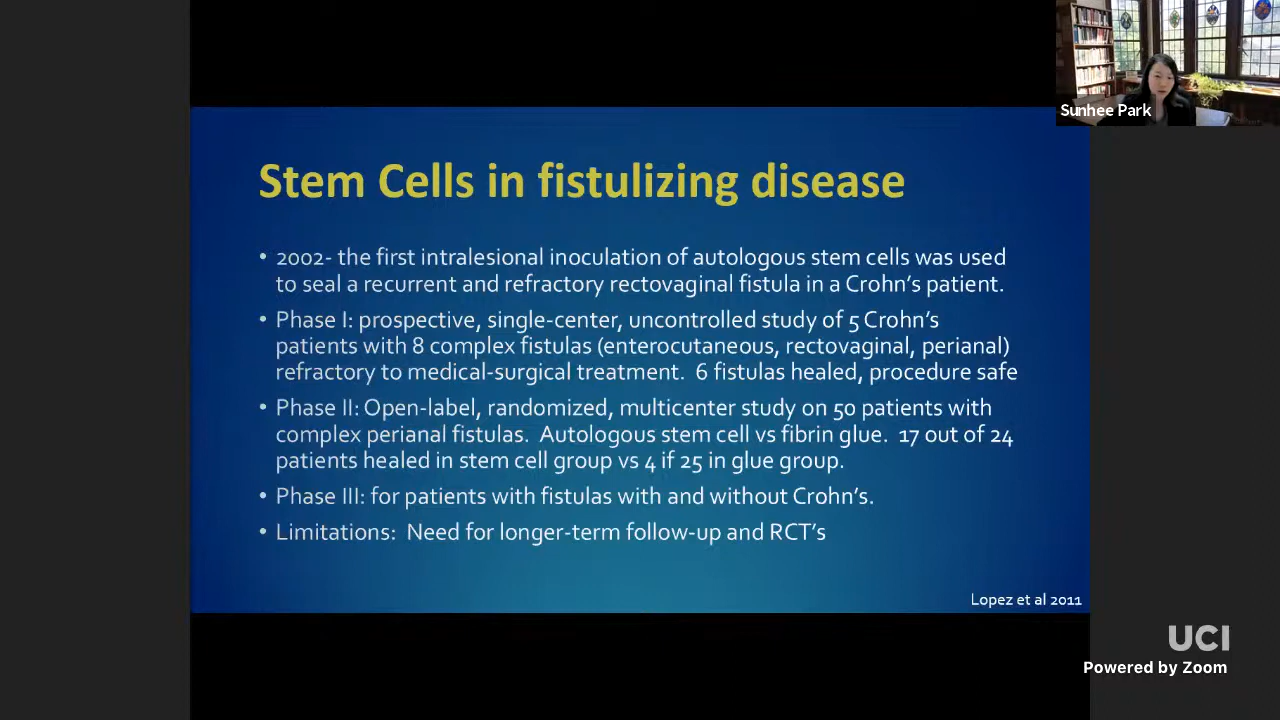 Sunhee Park
Stem Cells in fistulizing disease
• 2002- the first intralesional inoculation of autologous stem cells was used
to seal a recurrent and refractory rectovaginal fistula in a Crohn's patient.
• Phase I: prospective, single-center, uncontrolled study of 5 Crohn's
patients with 8 complex fistulas (enterocutaneous, rectovaginal, perianal)
refractory to medical-surgical treatment.  6 fistulas healed, procedure safe
• Phase II: Open-label, randomized, multicenter study on 50 patients with
complex perianal fistulas.  Autologous stem cell vs fibrin glue.  17 out of 24
patients healed in stem cell group vs 4 if 25 in glue group.
• Phase III: for patients with fistulas with and without Crohn's.
• Limitations:  Need for longer-term follow-up and RCT's
Lopez et al 2011
UCI
Powered by Zoom